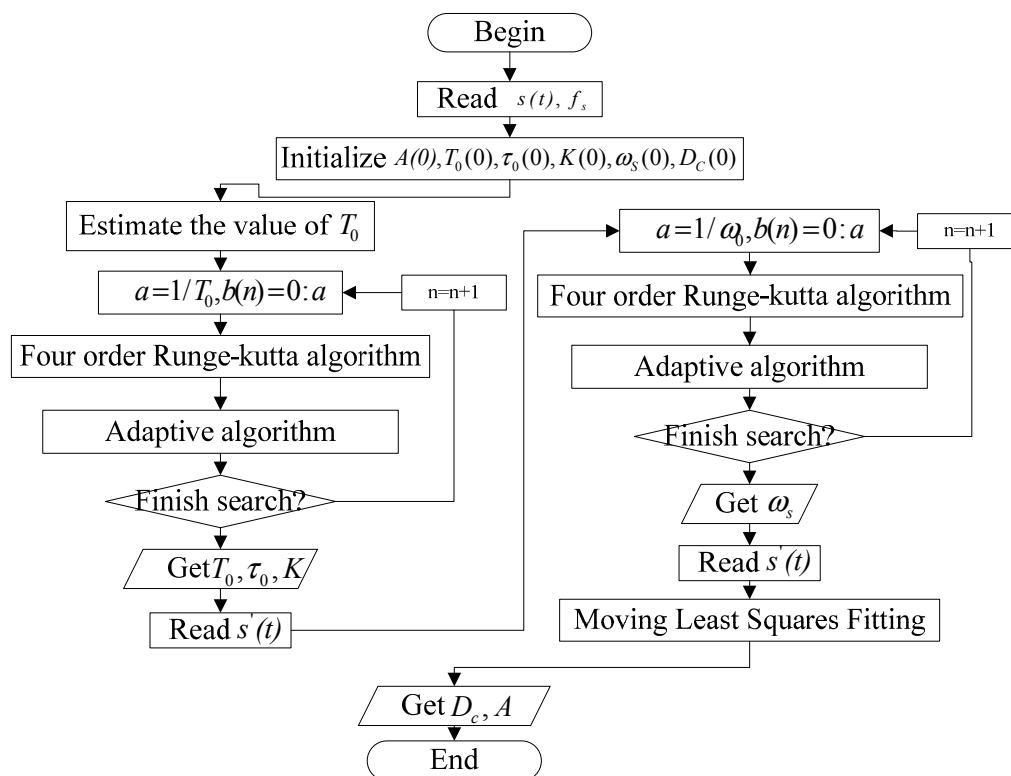 Begin
Read s(t), f_s
Initialize A(0), T_0(0), τ_0(0), K(0), ω_S(0), D_C(0)
Estimate the value of T_0
a=1/T_0, b(n)=0:a
n=n+1
Four order Runge-kutta algorithm
Adaptive algorithm
Finish search?
Get T_0, τ_0, K
Read s'(t)
a=1/ω_0, b(n)=0:a
n=n+1
Four order Runge-kutta algorithm
Adaptive algorithm
Finish search?
Get ω_s
Read s'(t)
Moving Least Squares Fitting
Get D_c, A
End